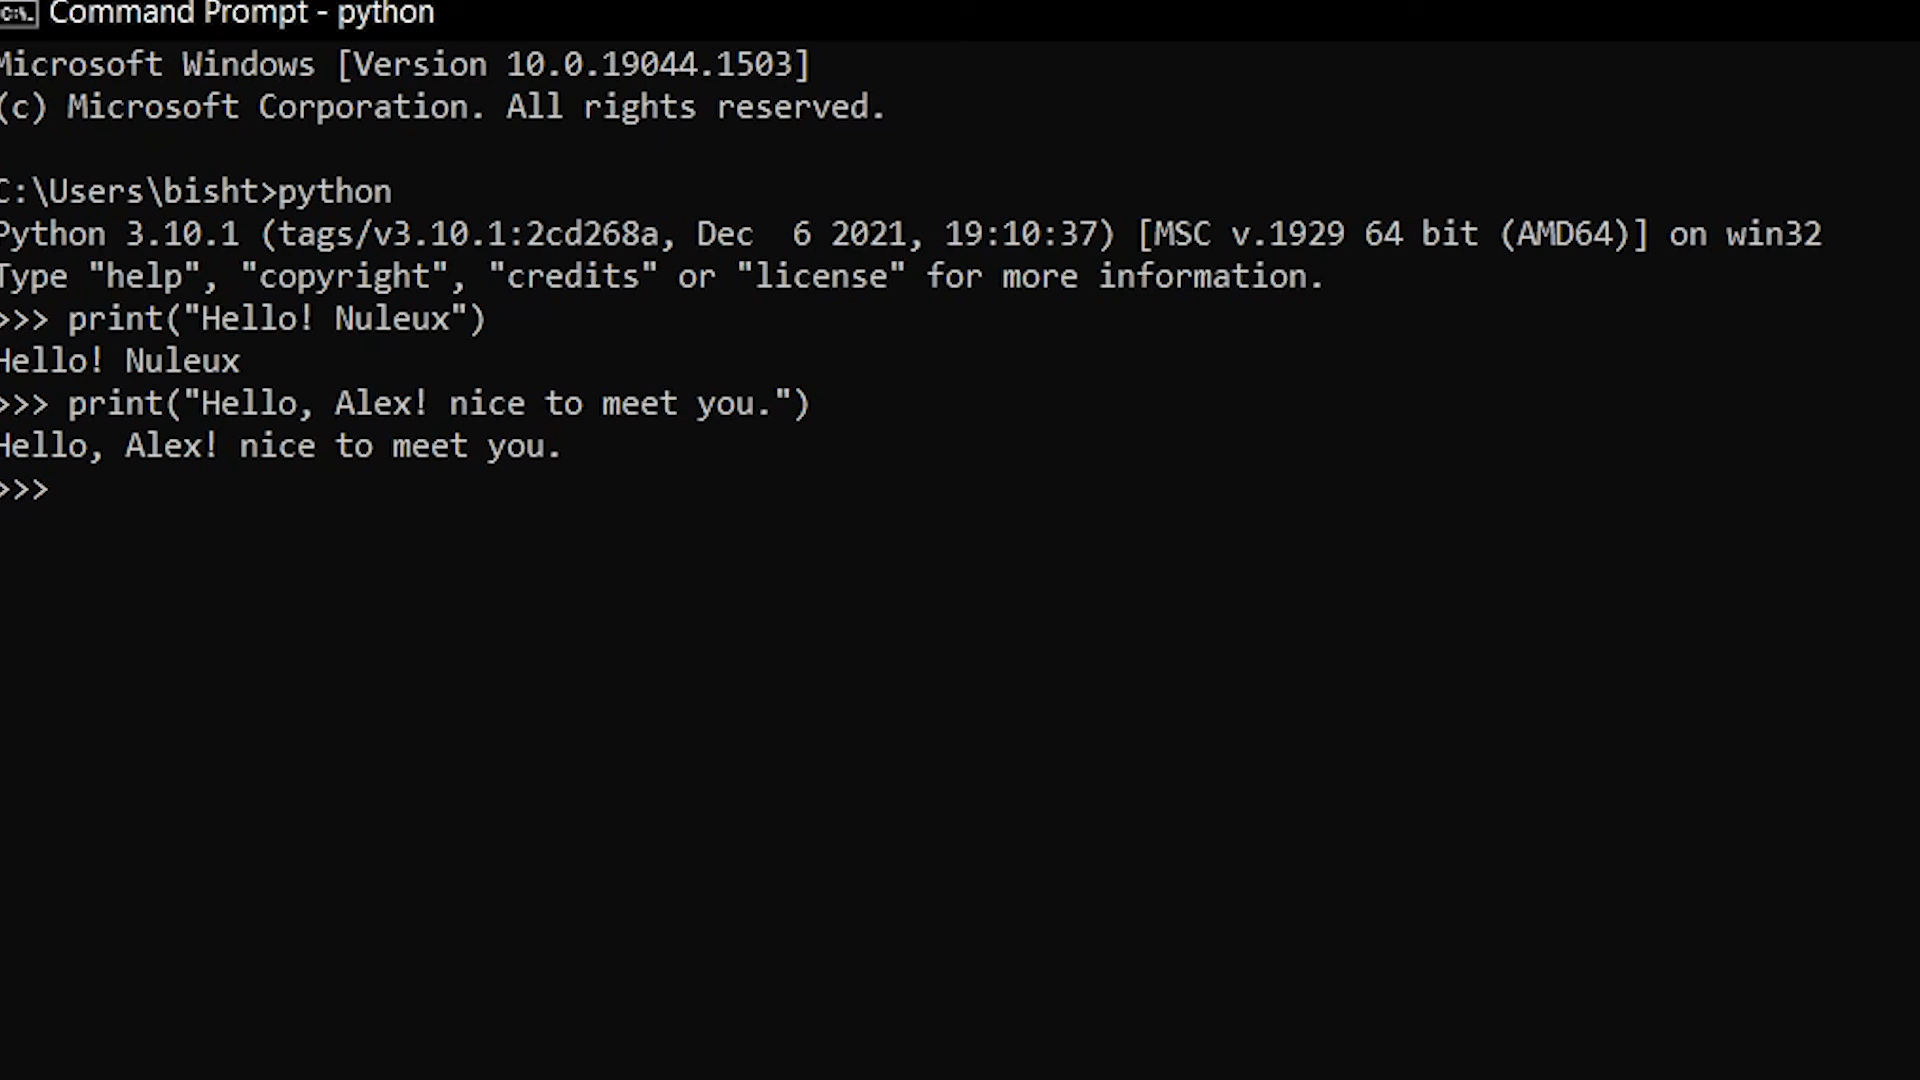 Command Prompt - python
Microsoft Windows [Version 10.0.19044.1503]
(c) Microsoft Corporation. All rights reserved.
C:\Users\bisht>python
Python 3.10.1 (tags/v3.10.1:2cd268a, Dec  6 2021, 19:10:37) [MSC v.1929 64 bit (AMD64)] on win32
Type "help", "copyright", "credits" or "license" for more information.
>>> print("Hello! Nuleux")
Hello! Nuleux
>>> print("Hello, Alex! nice to meet you.")
Hello, Alex! nice to meet you.
>>>